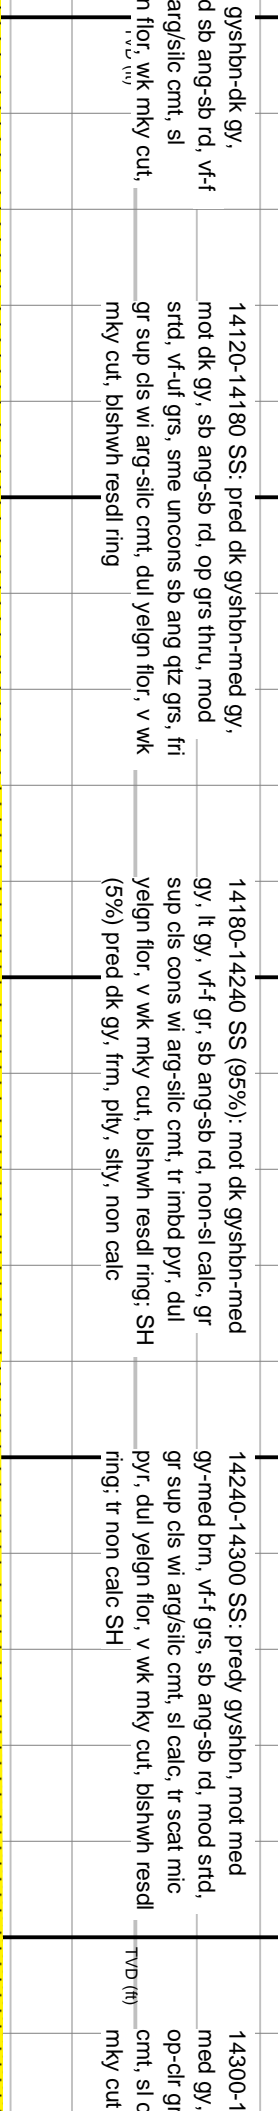 gyshbn-dk gy,
d sb ang-sb rd, vf-f
arg/silc cmt, sl
n flor, wk mky cut,
TVD (ft)
14120-14180 SS: pred dk gyshbn-med gy,
mot dk gy, sb ang-sb rd, op grs thru, mod
srtd, vf-uf grs, sme uncons sb ang qtz grs, fri
gr sup cls wi arg-silc cmt, dul yelgn flor, v wk
mky cut, blshwh resdl ring
14180-14240 SS (95%): mot dk gyshbn-med
gy, lt gy, vf-f gr, sb ang-sb rd, non-sl calc, gr
sup cls cons wi arg-silc cmt, tr imbd pyr, dul
yelgn flor, v wk mky cut, blshwh resdl ring; SH
(5%) pred dk gy, frm, plty, slty, non calc
14240-14300 SS: predy gyshbn, mot med
gy-med brn, vf-f grs, sb ang-sb rd, mod srtd,
gr sup cls wi arg/silc cmt, sl calc, tr scat mic
pyr, dul yelgn flor, v wk mky cut, blshwh resdl
ring; tr non calc SH
TVD (ft)
14300-1
med gy,
op-clr gr
cmt, sl c
mky cut